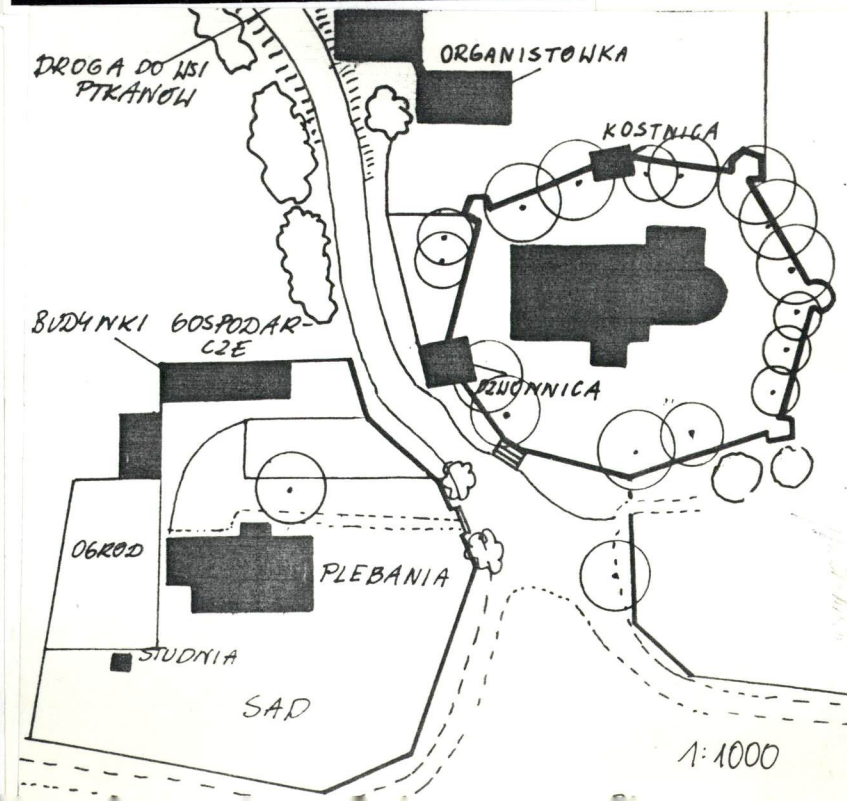 DROGA DO WSI
PTKANÓW
ORGANISTÓWKA
KOSTNICA
BUDYNKI GOSPODAR-
CZE
DZWONNICA
OGRÓD
PLEBANIA
STUDNIA
SAD
1:1000